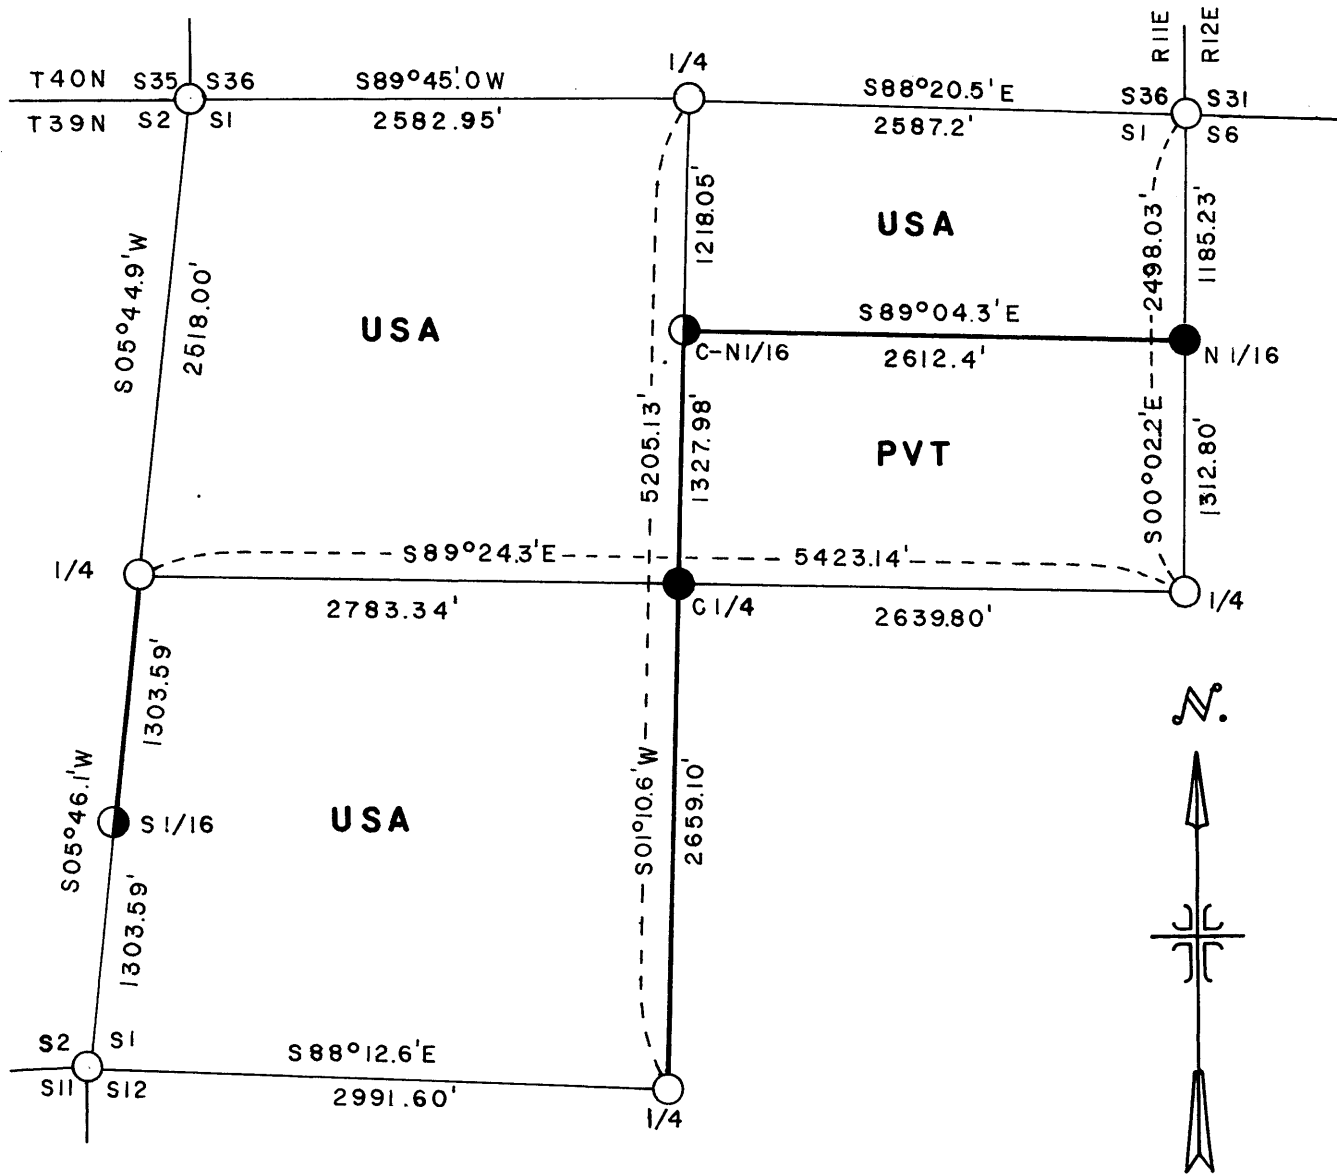 R11E R12E
1/4
T40N S35 S36 S89°45.'0W S88°20.5'E S36 S31
T39N S2 S1 2582.95' 2587.2' S1 S6
1218.05' 2498.03' 1185.23'
USA
S05°44.9'W 2518.00'
USA
S89°04.3'E
C-N1/16 2612.4' N 1/16
5205.13' 1327.98' S00°02.2'E 1312.80'
PVT
1/4 S89°24.3'E 5423.14'
2783.34' C 1/4 2639.80' 1/4
1303.59'
N.
S05°46.1'W S01°10.6'W 2659.10'
S 1/16 USA
1303.59'
S2 S1 S88°12.6'E
S11 S12 2991.60' 1/4